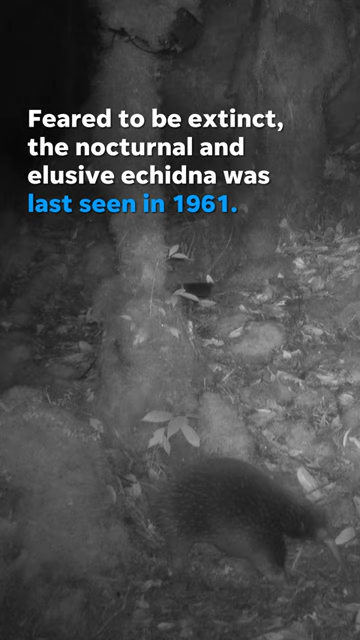 Feared to be extinct,
the nocturnal and
elusive echidna was
last seen in 1961.